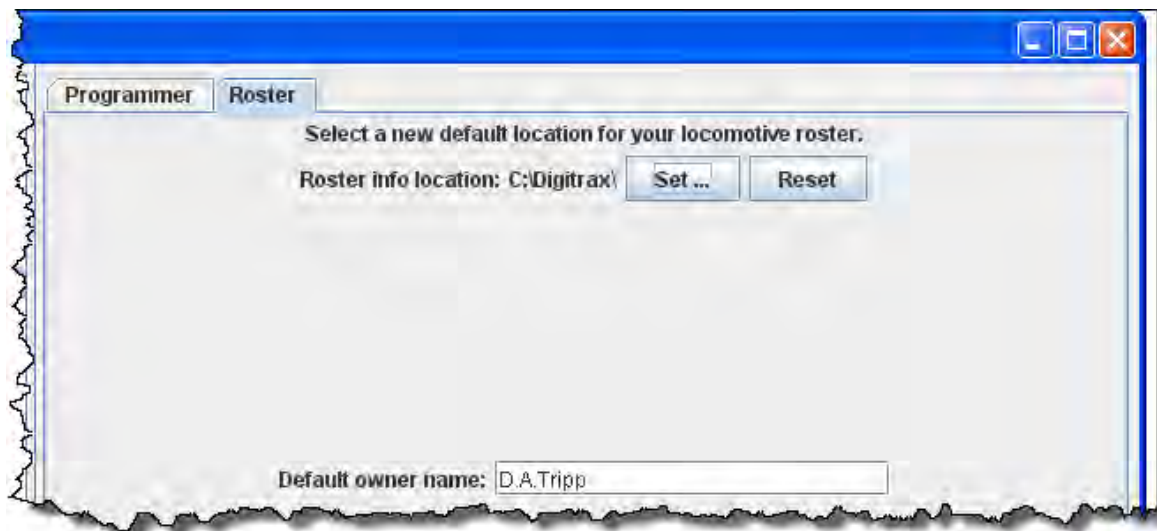 Programmer Roster
Select a new default location for your locomotive roster.
Roster info location: C:\Digitrax\ Set ... Reset
Default owner name: D.A.Tripp